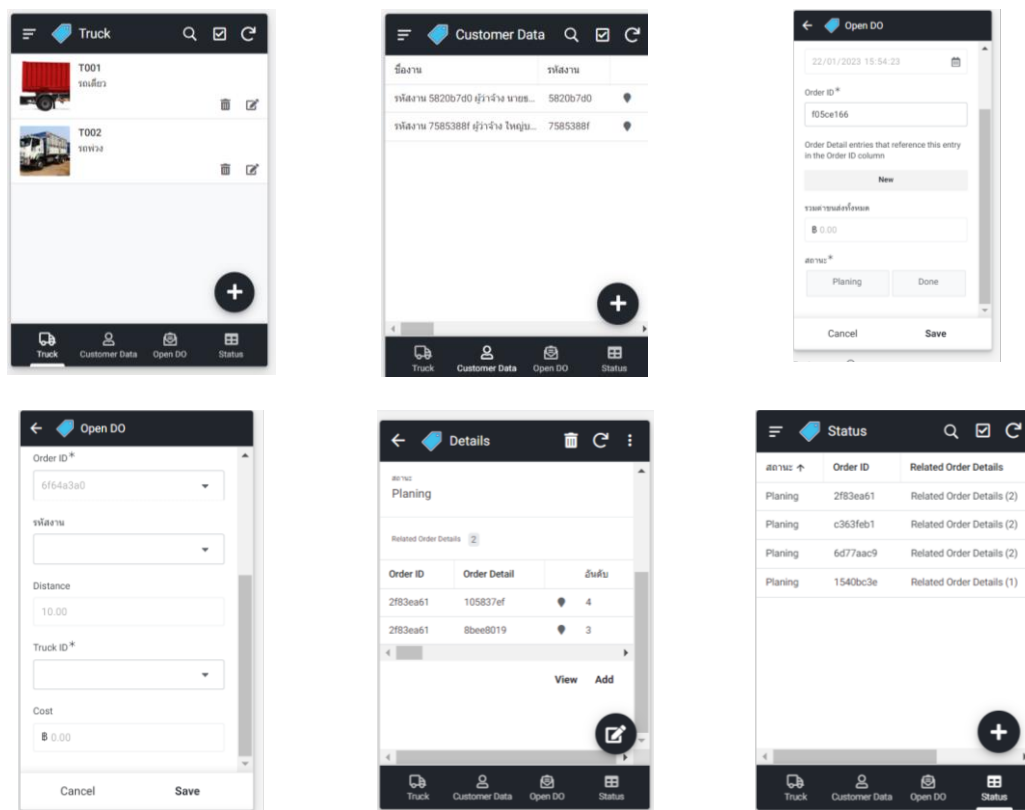 Truck
T001
รถเดี่ยว
T002
รถพ่วง
Truck Customer Data Open DO Status
Customer Data
ชื่องาน รหัสงาน
รหัสงาน 5820b7d0 ผู้ว่าจ้าง นายธ... 5820b7d0
รหัสงาน 7585388f ผู้ว่าจ้าง ใหญ่บ... 7585388f
Truck Customer Data Open DO Status
Open DO
22/01/2023 15:54:23
Order ID*
f05ce166
Order Detail entries that reference this entry
in the Order ID column
New
รวมค่าขนส่งทั้งหมด
฿ 0.00
สถานะ*
Planing Done
Cancel Save
Open DO
Order ID*
6f64a3a0
รหัสงาน
Distance
10.00
Truck ID*
Cost
฿ 0.00
Cancel Save
Details
สถานะ
Planing
Related Order Details 2
Order ID Order Detail อันดับ
2f83ea61 105837ef 4
2f83ea61 8bee8019 3
View Add
Truck Customer Data Open DO Status
Status
สถานะ ↑ Order ID Related Order Details
Planing 2f83ea61 Related Order Details (2)
Planing c363feb1 Related Order Details (2)
Planing 6d77aac9 Related Order Details (2)
Planing 1540bc3e Related Order Details (1)
Truck Customer Data Open DO Status